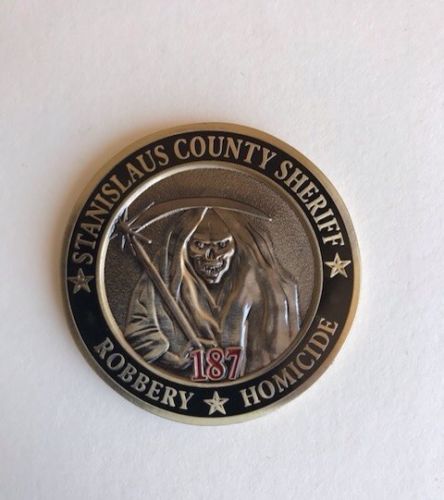 STANISLAUS COUNTY SHERIFF
187
ROBBERY HOMICIDE